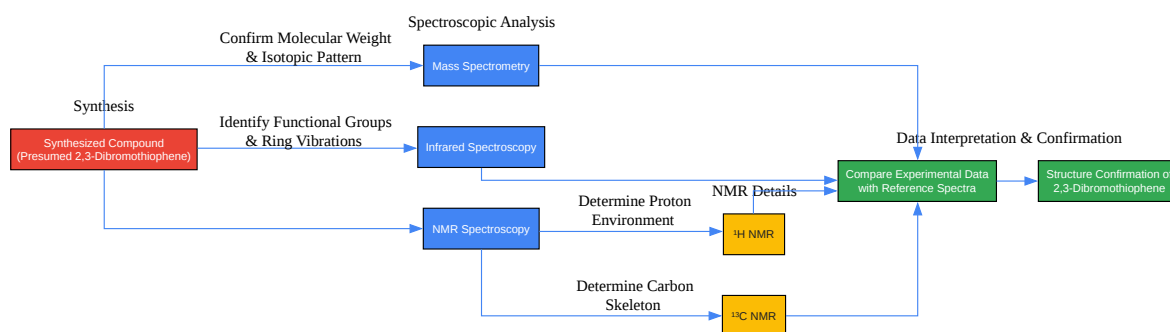 Spectroscopic Analysis
Confirm Molecular Weight
& Isotopic Pattern
Mass Spectrometry
Synthesis
Synthesized Compound
(Presumed 2,3-Dibromothiophene)
Identify Functional Groups
& Ring Vibrations
Infrared Spectroscopy
Data Interpretation & Confirmation
Compare Experimental Data
with Reference Spectra
Structure Confirmation of
2,3-Dibromothiophene
NMR Details
Determine Proton
Environment
NMR Spectroscopy
¹H NMR
Determine Carbon
Skeleton
¹³C NMR